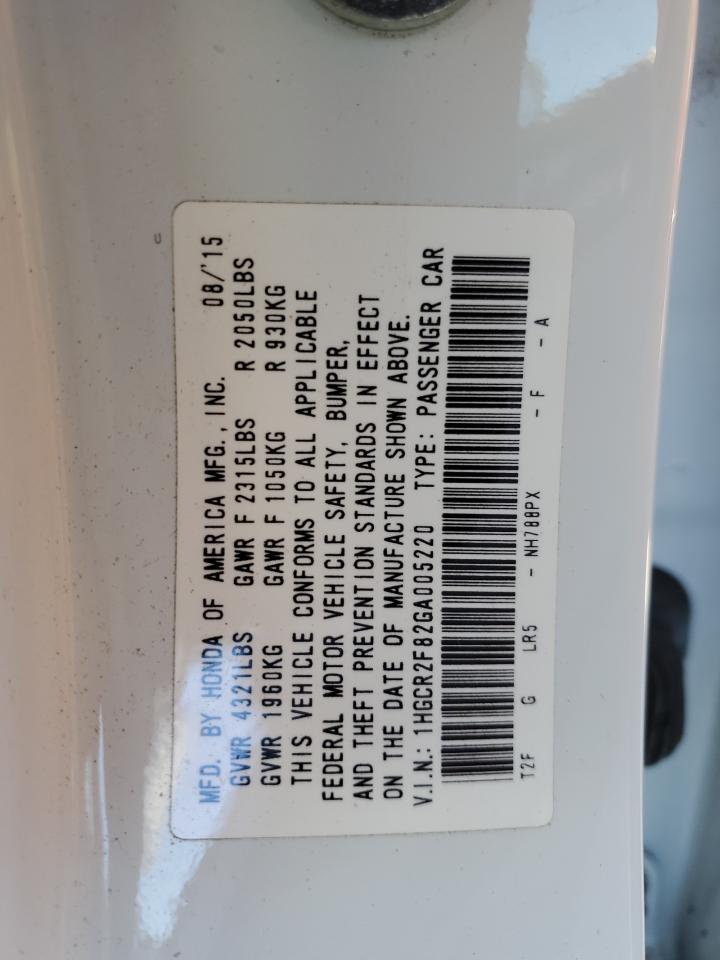 MFD. BY HONDA OF AMERICA MFG., INC. 08/'15
GVWR 4321LBS GAWR F 2315LBS R 2050LBS
GVWR 1960KG GAWR F 1050KG R 930KG
THIS VEHICLE CONFORMS TO ALL APPLICABLE
FEDERAL MOTOR VEHICLE SAFETY, BUMPER,
AND THEFT PREVENTION STANDARDS IN EFFECT
ON THE DATE OF MANUFACTURE SHOWN ABOVE.
V.I.N.: 1HGCR2F82GA005220 TYPE: PASSENGER CAR
T2F G LR5 - NH788PX - F - A